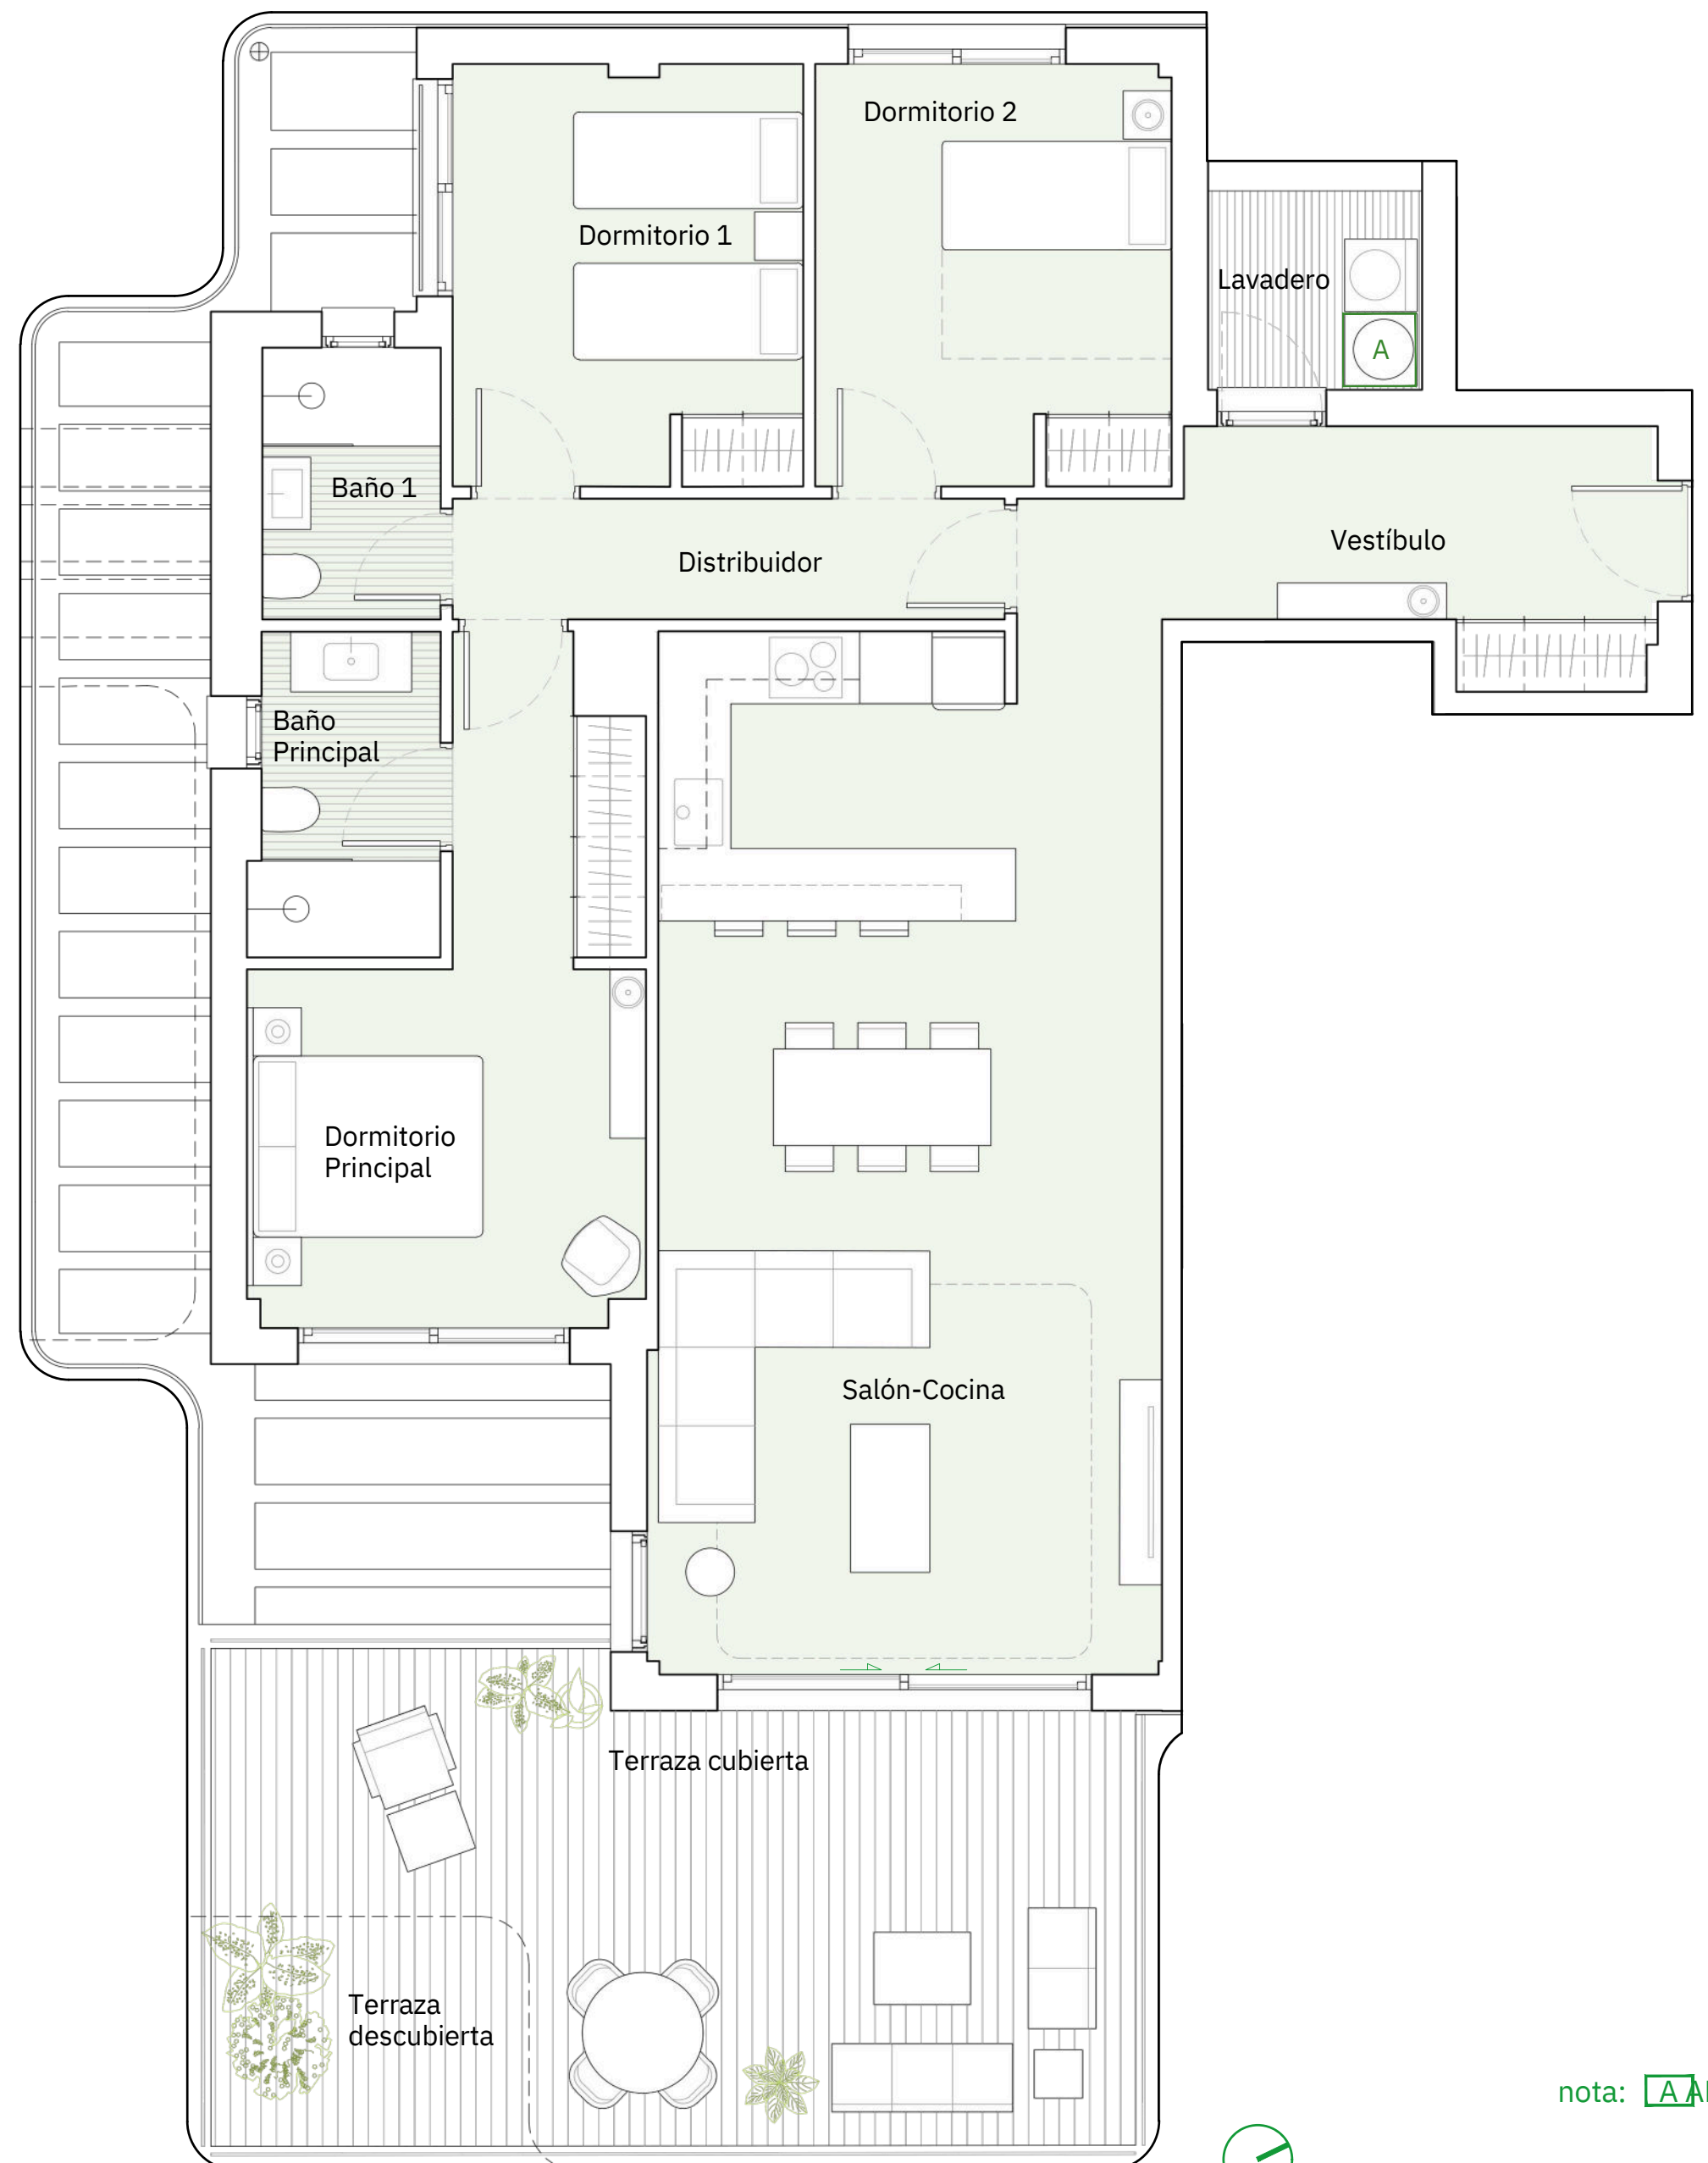 Dormitorio 2
Dormitorio 1
Lavadero
A
Baño 1
Vestíbulo
Distribuidor
Baño
Principal
Dormitorio
Principal
Salón-Cocina
Terraza cubierta
Terraza
descubierta
nota: A